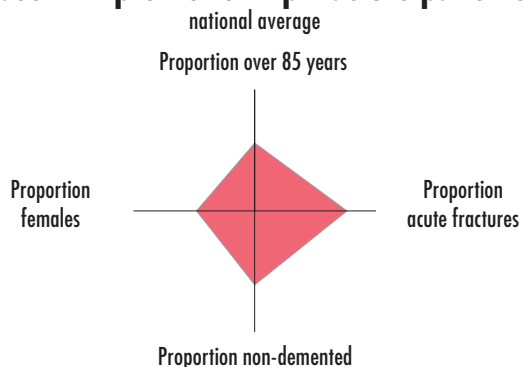 national average
Proportion over 85 years
Proportion
females
Proportion
acute fractures
Proportion non-demented